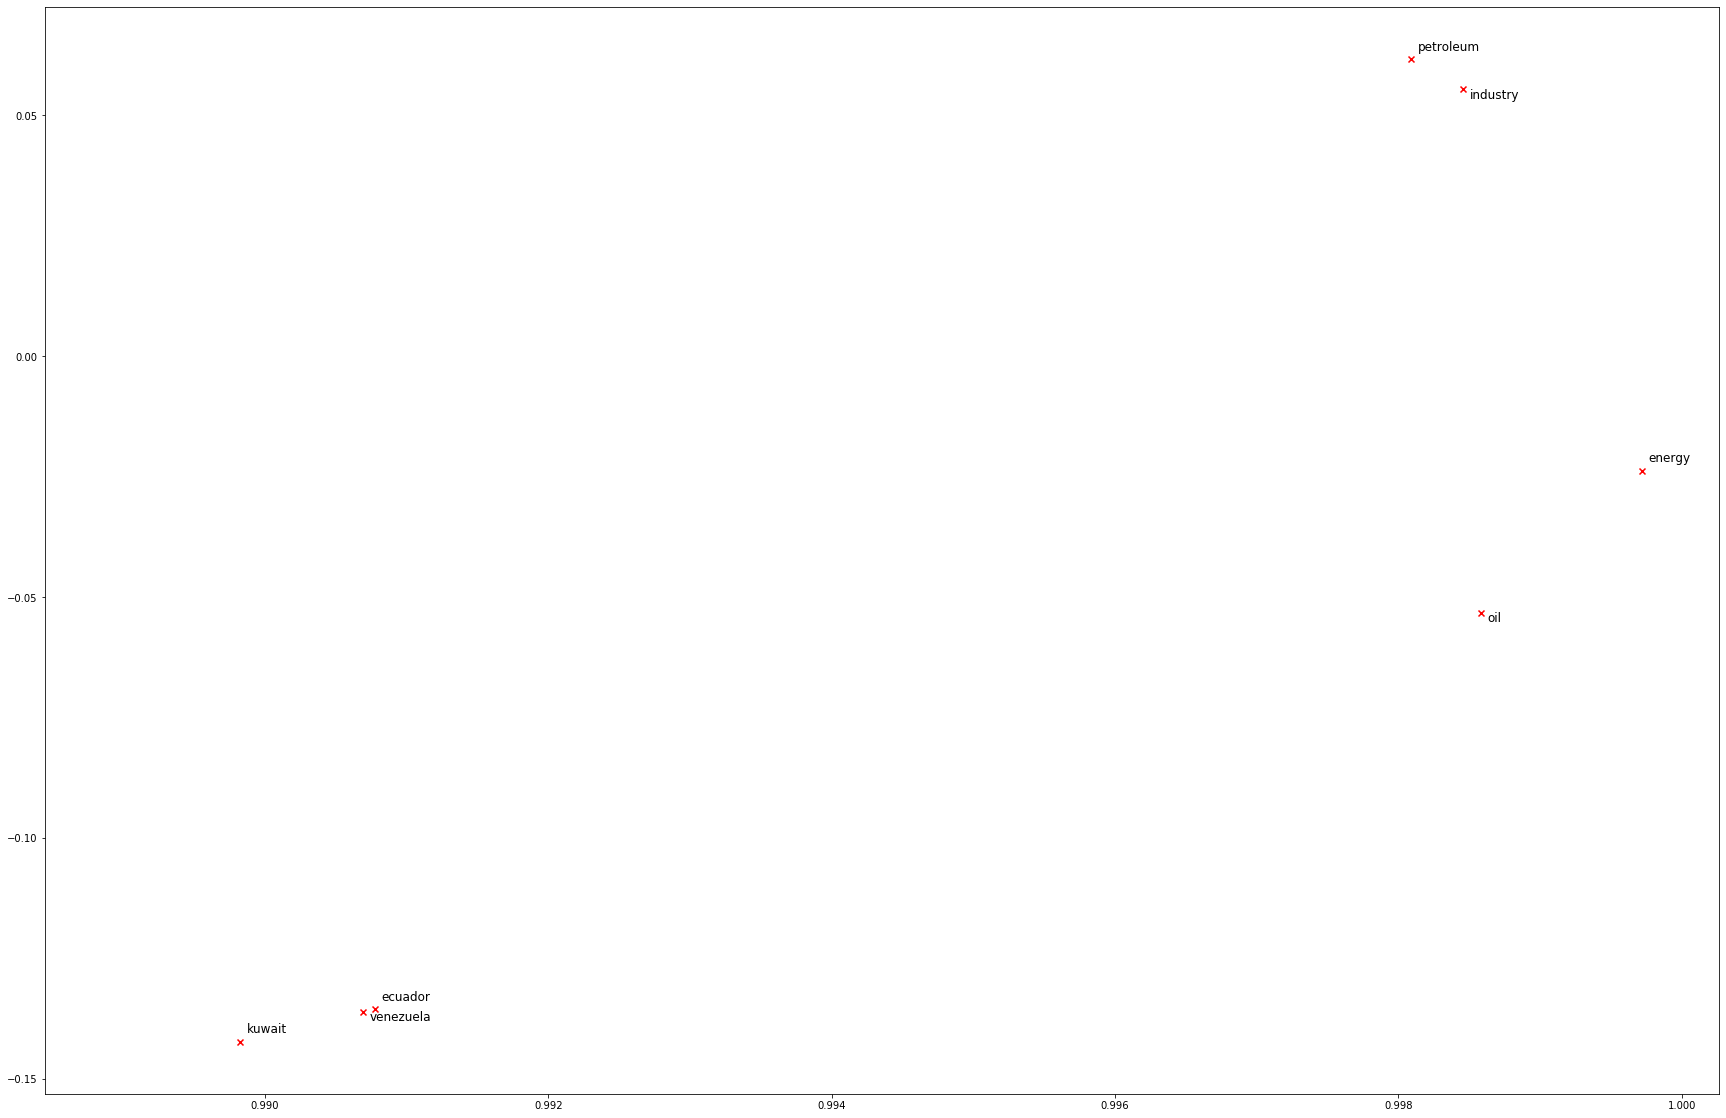 petroleum
industry
0.05
0.00
energy
−0.05
oil
−0.10
ecuador
venezuela
kuwait
−0.15
0.990 0.992 0.994 0.996 0.998 1.000